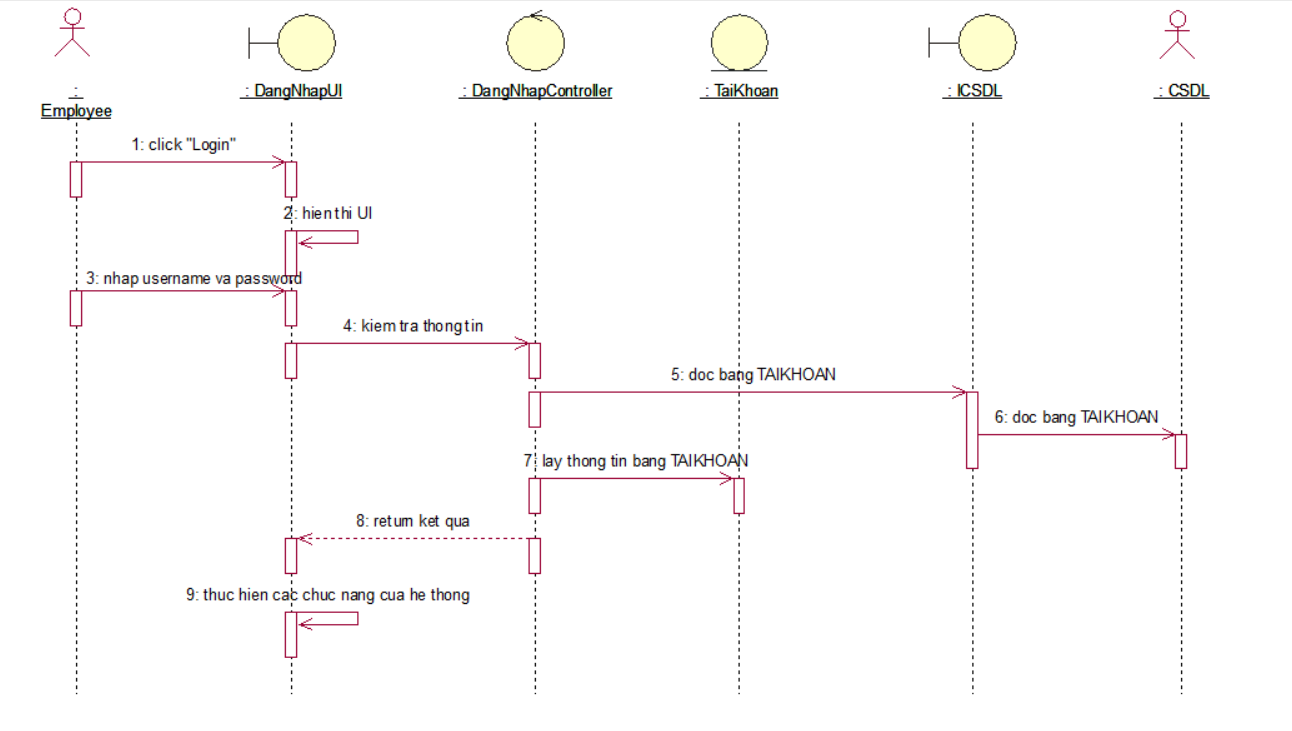 :
Employee
: DangNhapUI
: DangNhapController
: TaiKhoan
: ICSDL
: CSDL
1: click "Login"
2: hien thi UI
3: nhap username va password
4: kiem tra thong tin
5: doc bang TAIKHOAN
6: doc bang TAIKHOAN
7: lay thong tin bang TAIKHOAN
8: return ket qua
9: thuc hien cac chuc nang cua he thong